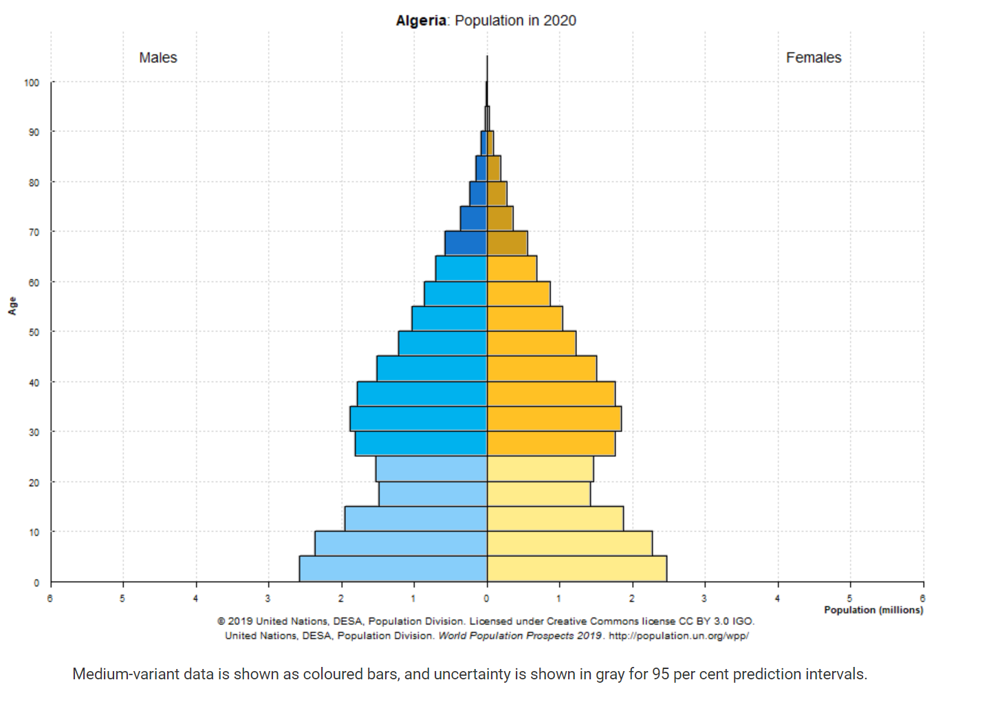 Algeria: Population in 2020
Males
Females
100
90
80
70
60
50
40
30
20
10
0
Age
6 5 4 3 2 1 0 1 2 3 4 5 6
Population (millions)
© 2019 United Nations, DESA, Population Division. Licensed under Creative Commons license CC BY 3.0 IGO.
United Nations, DESA, Population Division. World Population Prospects 2019. http://population.un.org/wpp/
Medium-variant data is shown as coloured bars, and uncertainty is shown in gray for 95 per cent prediction intervals.